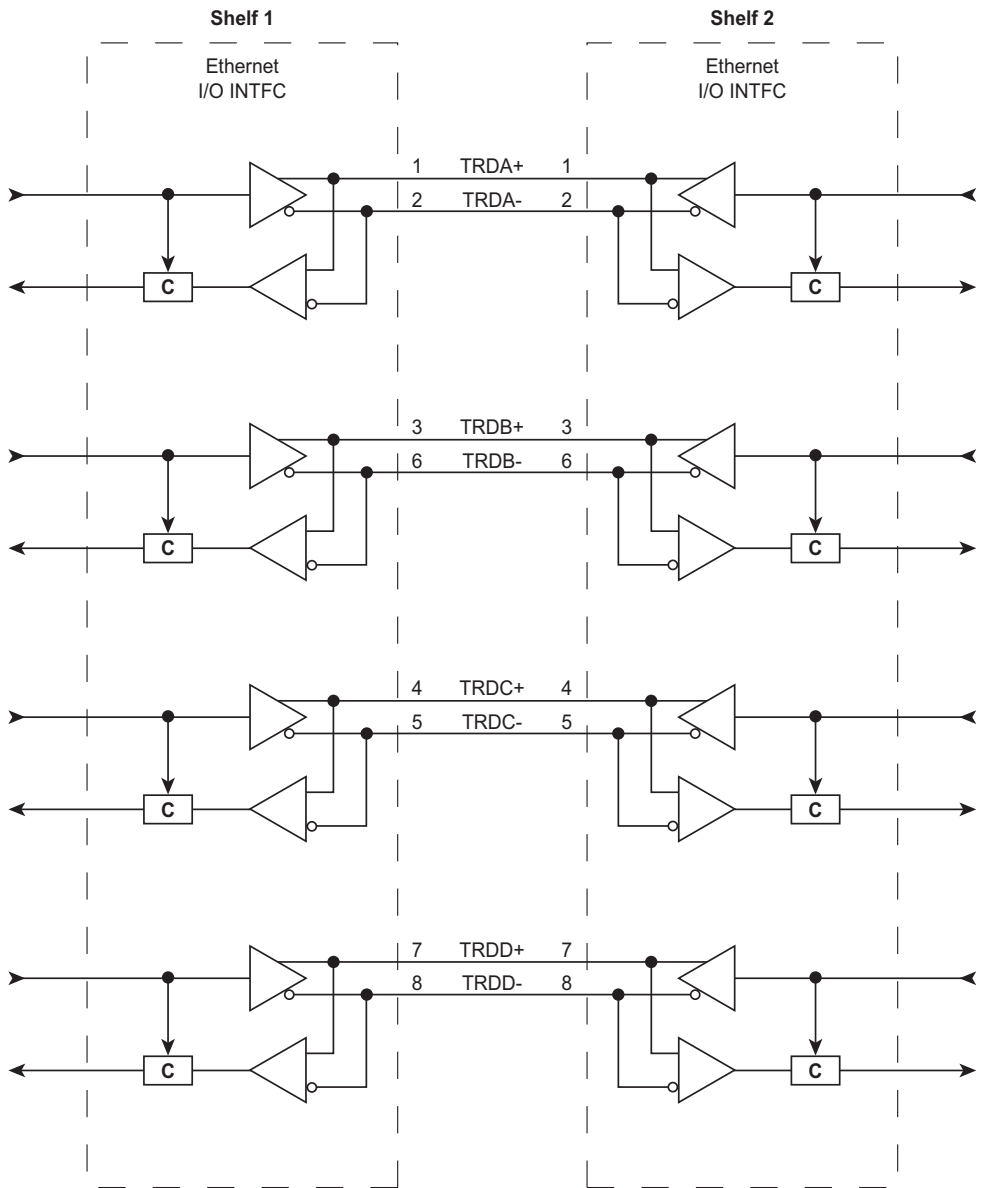 Shelf 1
Shelf 2
Ethernet
I/O INTFC
Ethernet
I/O INTFC
1 TRDA+ 1
2 TRDA- 2
C
C
3 TRDB+ 3
6 TRDB- 6
C
C
4 TRDC+ 4
5 TRDC- 5
C
C
7 TRDD+ 7
8 TRDD- 8
C
C